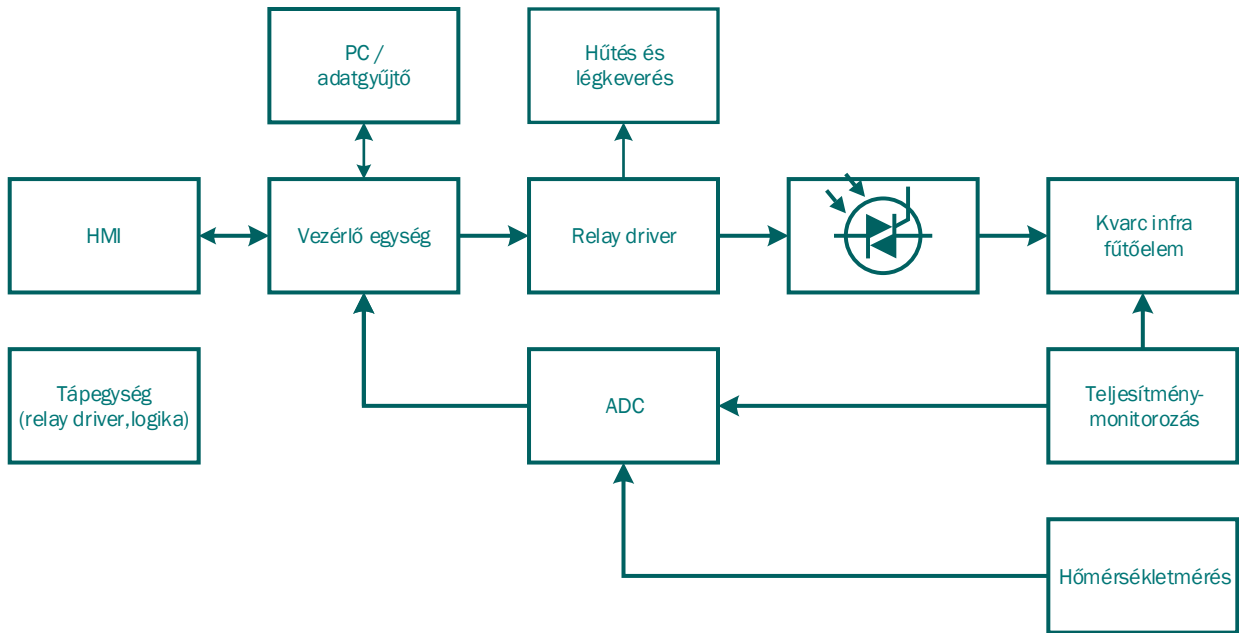 PC /
adatgyűjtő
Hűtés és
légkeverés
HMI
Vezérlő egység
Relay driver
Kvarc infra
fűtőelem
Tápegység
(relay driver,logika)
ADC
Teljesítmény-
monitorozás
Hőmérsékletmérés